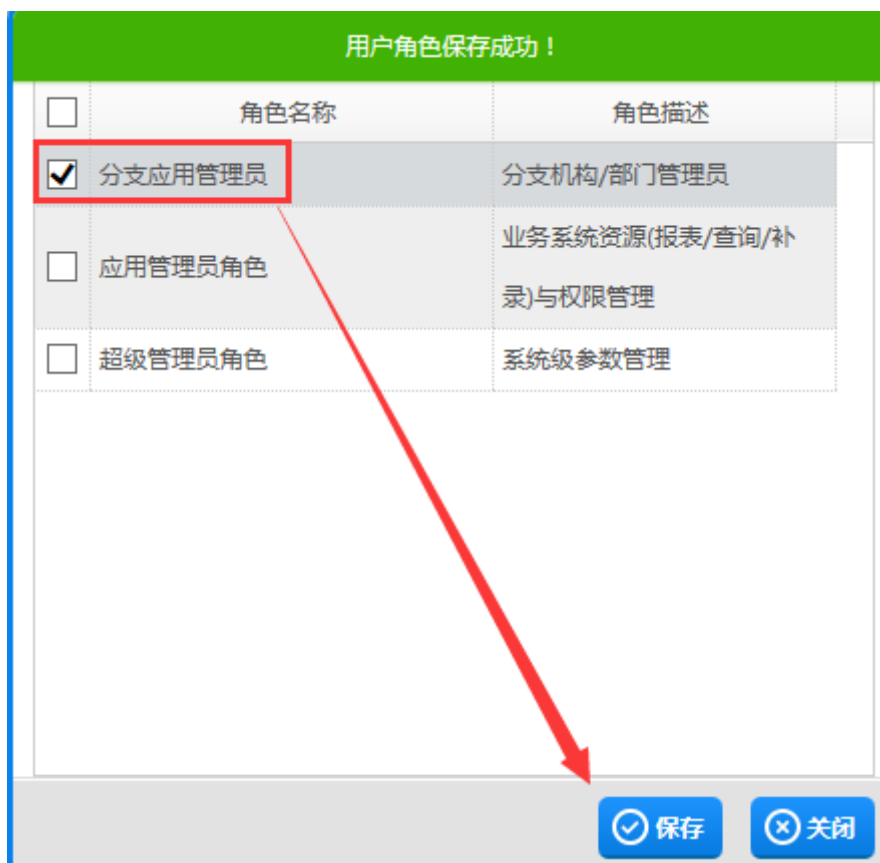 用户角色保存成功！
角色名称 角色描述
分支应用管理员 分支机构/部门管理员
应用管理员角色 业务系统资源(报表/查询/补
录)与权限管理
超级管理员角色 系统级参数管理
保存 关闭